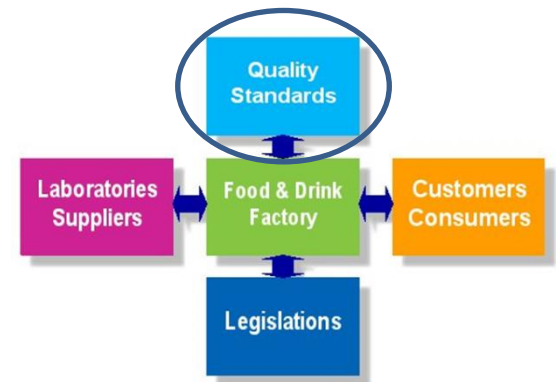 Quality
Standards
Laboratories
Suppliers
Food & Drink
Factory
Customers
Consumers
Legislations